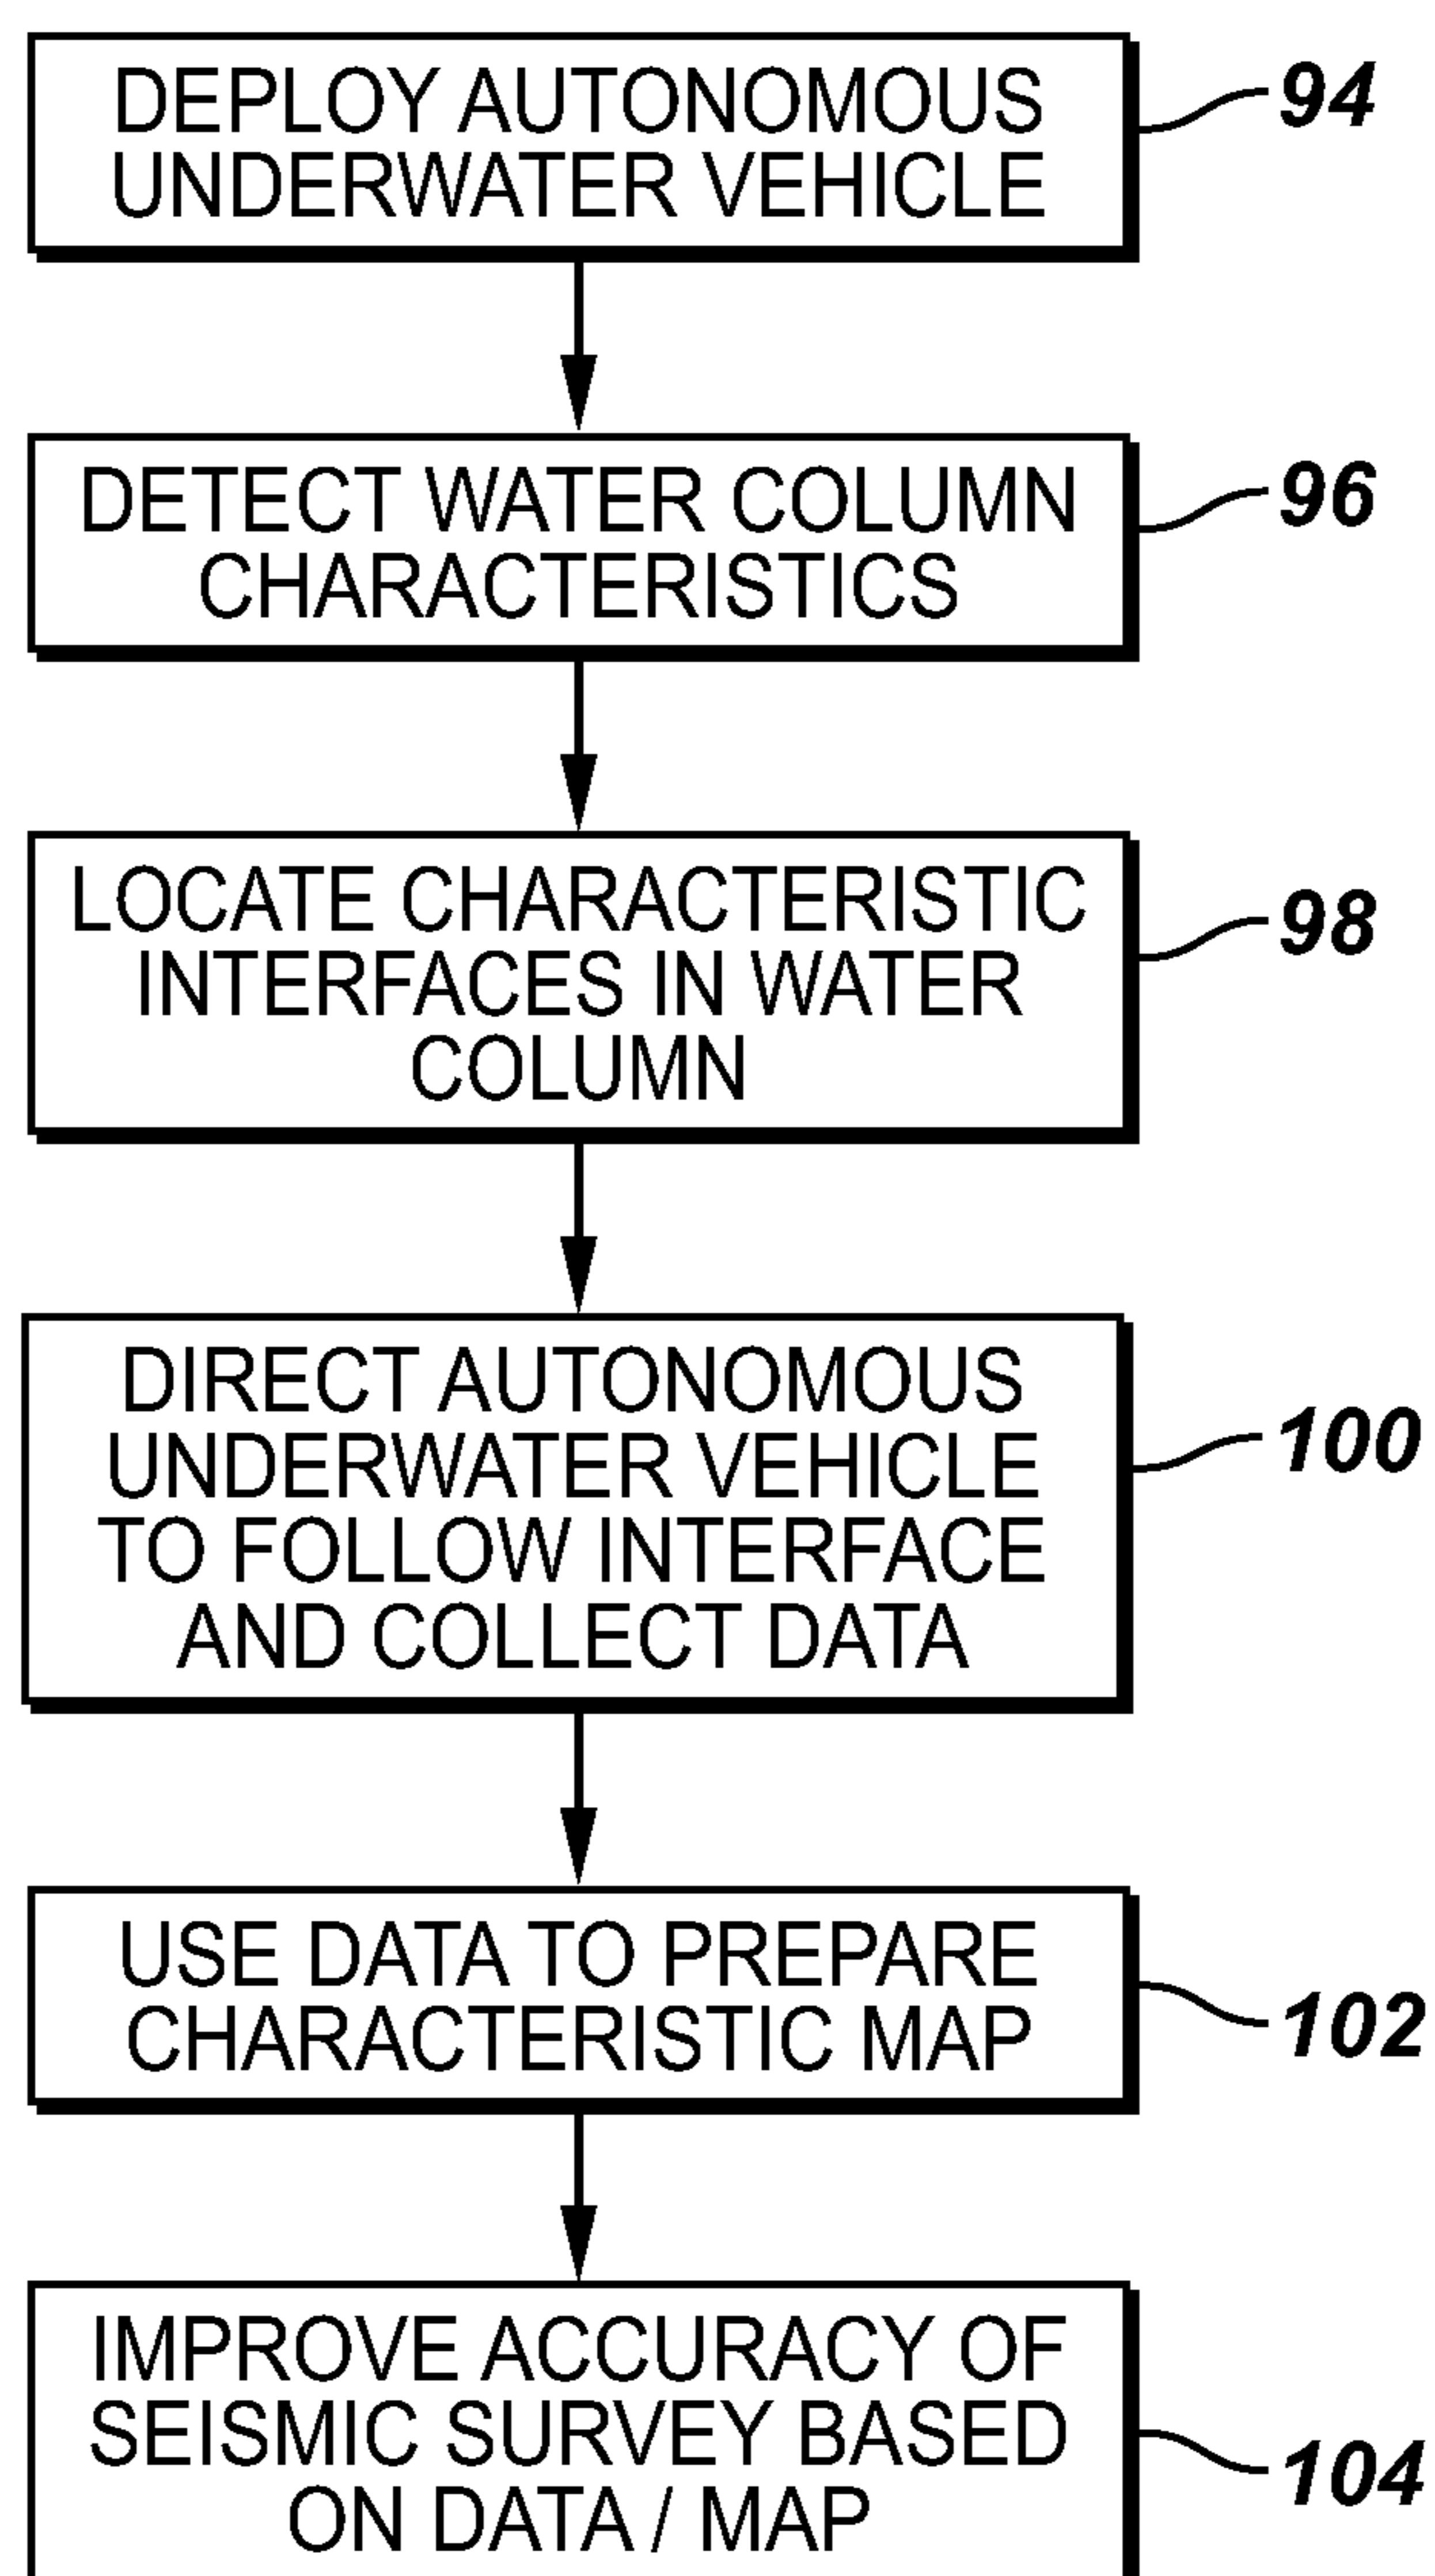 DEPLOY AUTONOMOUS
UNDERWATER VEHICLE
94
DETECT WATER COLUMN
CHARACTERISTICS
96
LOCATE CHARACTERISTIC
INTERFACES IN WATER
COLUMN
98
DIRECT AUTONOMOUS
UNDERWATER VEHICLE
TO FOLLOW INTERFACE
AND COLLECT DATA
100
USE DATA TO PREPARE
CHARACTERISTIC MAP
102
IMPROVE ACCURACY OF
SEISMIC SURVEY BASED
ON DATA / MAP
104